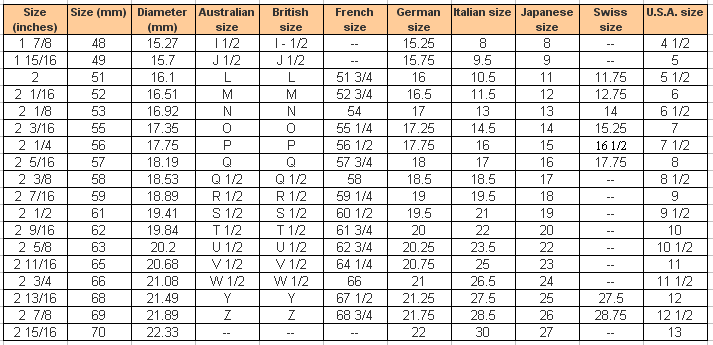 Size (inches) Size (mm) Diameter (mm) Australian size British size French size German size Italian size Japanese size Swiss size U.S.A. size
1 7/8 48 15.27 I 1/2 I - 1/2 -- 15.25 8 8 -- 4 1/2
1 15/16 49 15.7 J 1/2 J 1/2 -- 15.75 9.5 9 -- 5
2 51 16.1 L L 51 3/4 16 10.5 11 11.75 5 1/2
2 1/16 52 16.51 M M 52 3/4 16.5 11.5 12 12.75 6
2 1/8 53 16.92 N N 54 17 13 13 14 6 1/2
2 3/16 55 17.35 O O 55 1/4 17.25 14.5 14 15.25 7
2 1/4 56 17.75 P P 56 1/2 17.75 16 15 16 1/2 7 1/2
2 5/16 57 18.19 Q Q 57 3/4 18 17 16 17.75 8
2 3/8 58 18.53 Q 1/2 Q 1/2 58 18.5 18.5 17 -- 8 1/2
2 7/16 59 18.89 R 1/2 R 1/2 59 1/4 19 19.5 18 -- 9
2 1/2 61 19.41 S 1/2 S 1/2 60 1/2 19.5 21 19 -- 9 1/2
2 9/16 62 19.84 T 1/2 T 1/2 61 3/4 20 22 20 -- 10
2 5/8 63 20.2 U 1/2 U 1/2 62 3/4 20.25 23.5 22 -- 10 1/2
2 11/16 65 20.68 V 1/2 V 1/2 64 1/4 20.75 25 23 -- 11
2 3/4 66 21.08 W 1/2 W 1/2 66 21 26.5 24 -- 11 1/2
2 13/16 68 21.49 Y Y 67 1/2 21.25 27.5 25 27.5 12
2 7/8 69 21.89 Z Z 68 3/4 21.75 28.5 26 28.75 12 1/2
2 15/16 70 22.33 -- -- -- 22 30 27 -- 13